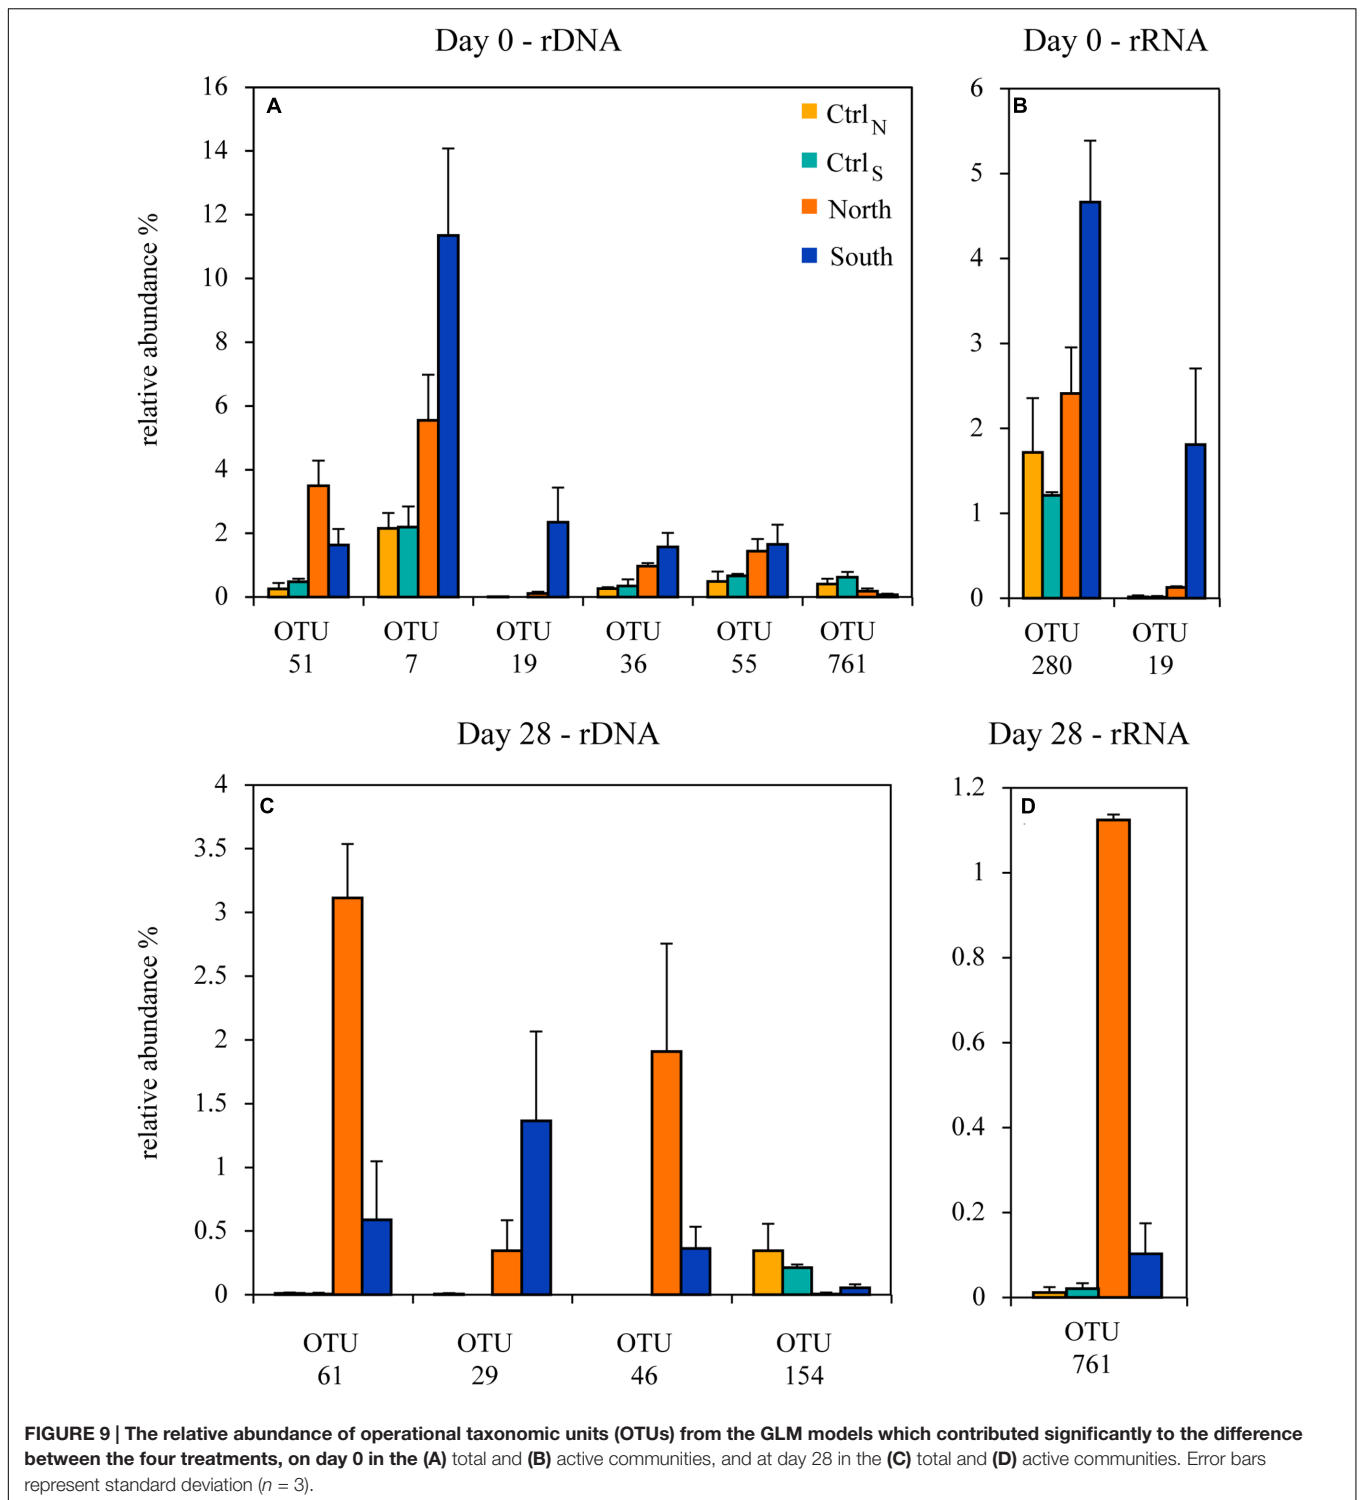 Day 0 - rDNA
Day 0 - rRNA
A
B
Ctrl N
Ctrl S
North
South
relative abundance %
16
14
12
10
8
6
4
2
0
6
5
4
3
2
1
0
OTU OTU OTU OTU OTU OTU
51 7 19 36 55 761
OTU OTU
280 19
Day 28 - rDNA
Day 28 - rRNA
C
D
relative abundance %
4
3.5
3
2.5
2
1.5
1
0.5
0
1.2
1
0.8
0.6
0.4
0.2
0
OTU OTU OTU OTU
61 29 46 154
OTU
761
FIGURE 9 | The relative abundance of operational taxonomic units (OTUs) from the GLM models which contributed significantly to the difference
between the four treatments, on day 0 in the (A) total and (B) active communities, and at day 28 in the (C) total and (D) active communities. Error bars
represent standard deviation (n = 3).